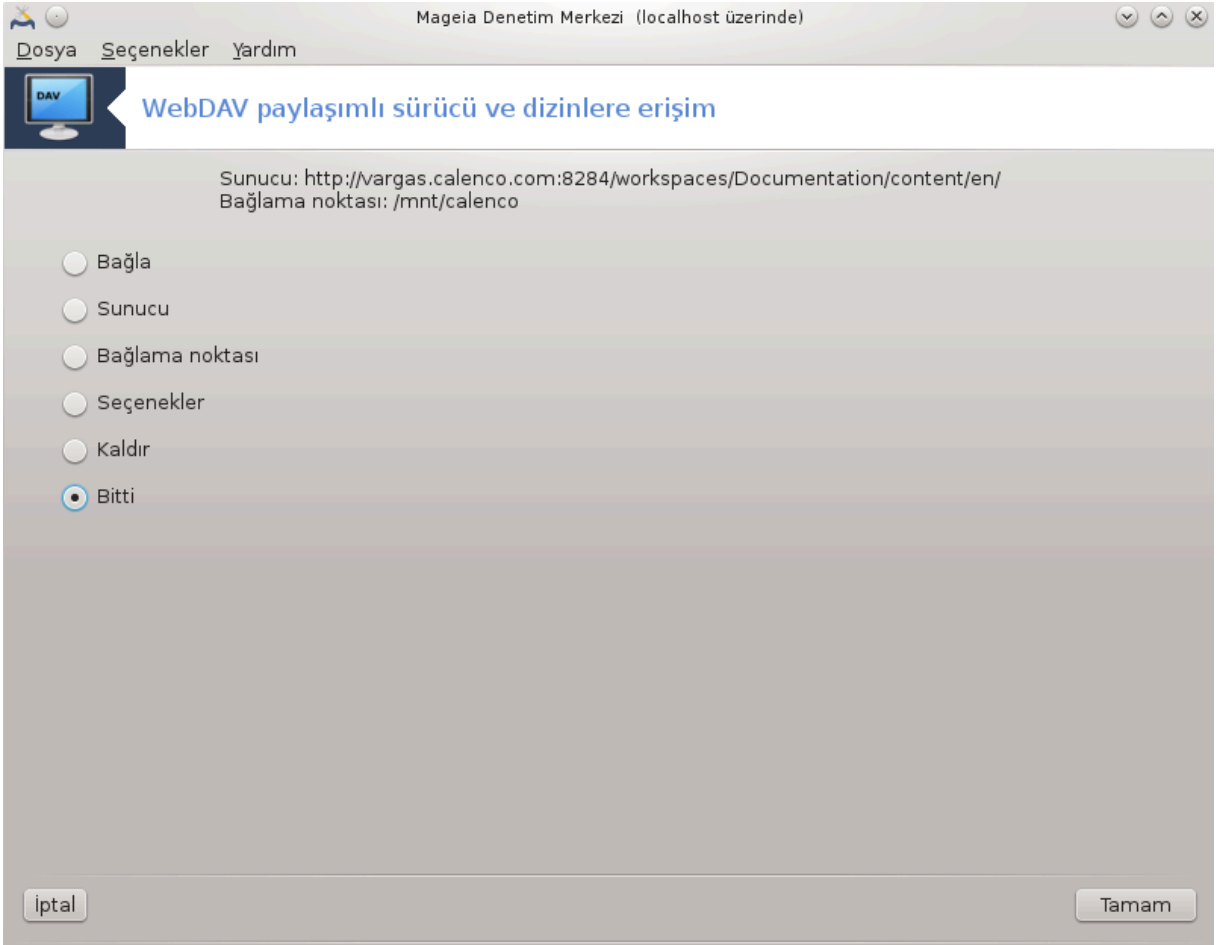 Mageia Denetim Merkezi (localhost üzerinde)
Dosya Seçenekler Yardım
DAV
WebDAV paylaşımlı sürücü ve dizinlere erişim
Sunucu: http://vargas.calenco.com:8284/workspaces/Documentation/content/en/
Bağlama noktası: /mnt/calenco
Bağla
Sunucu
Bağlama noktası
Seçenekler
Kaldır
Bitti
İptal
Tamam